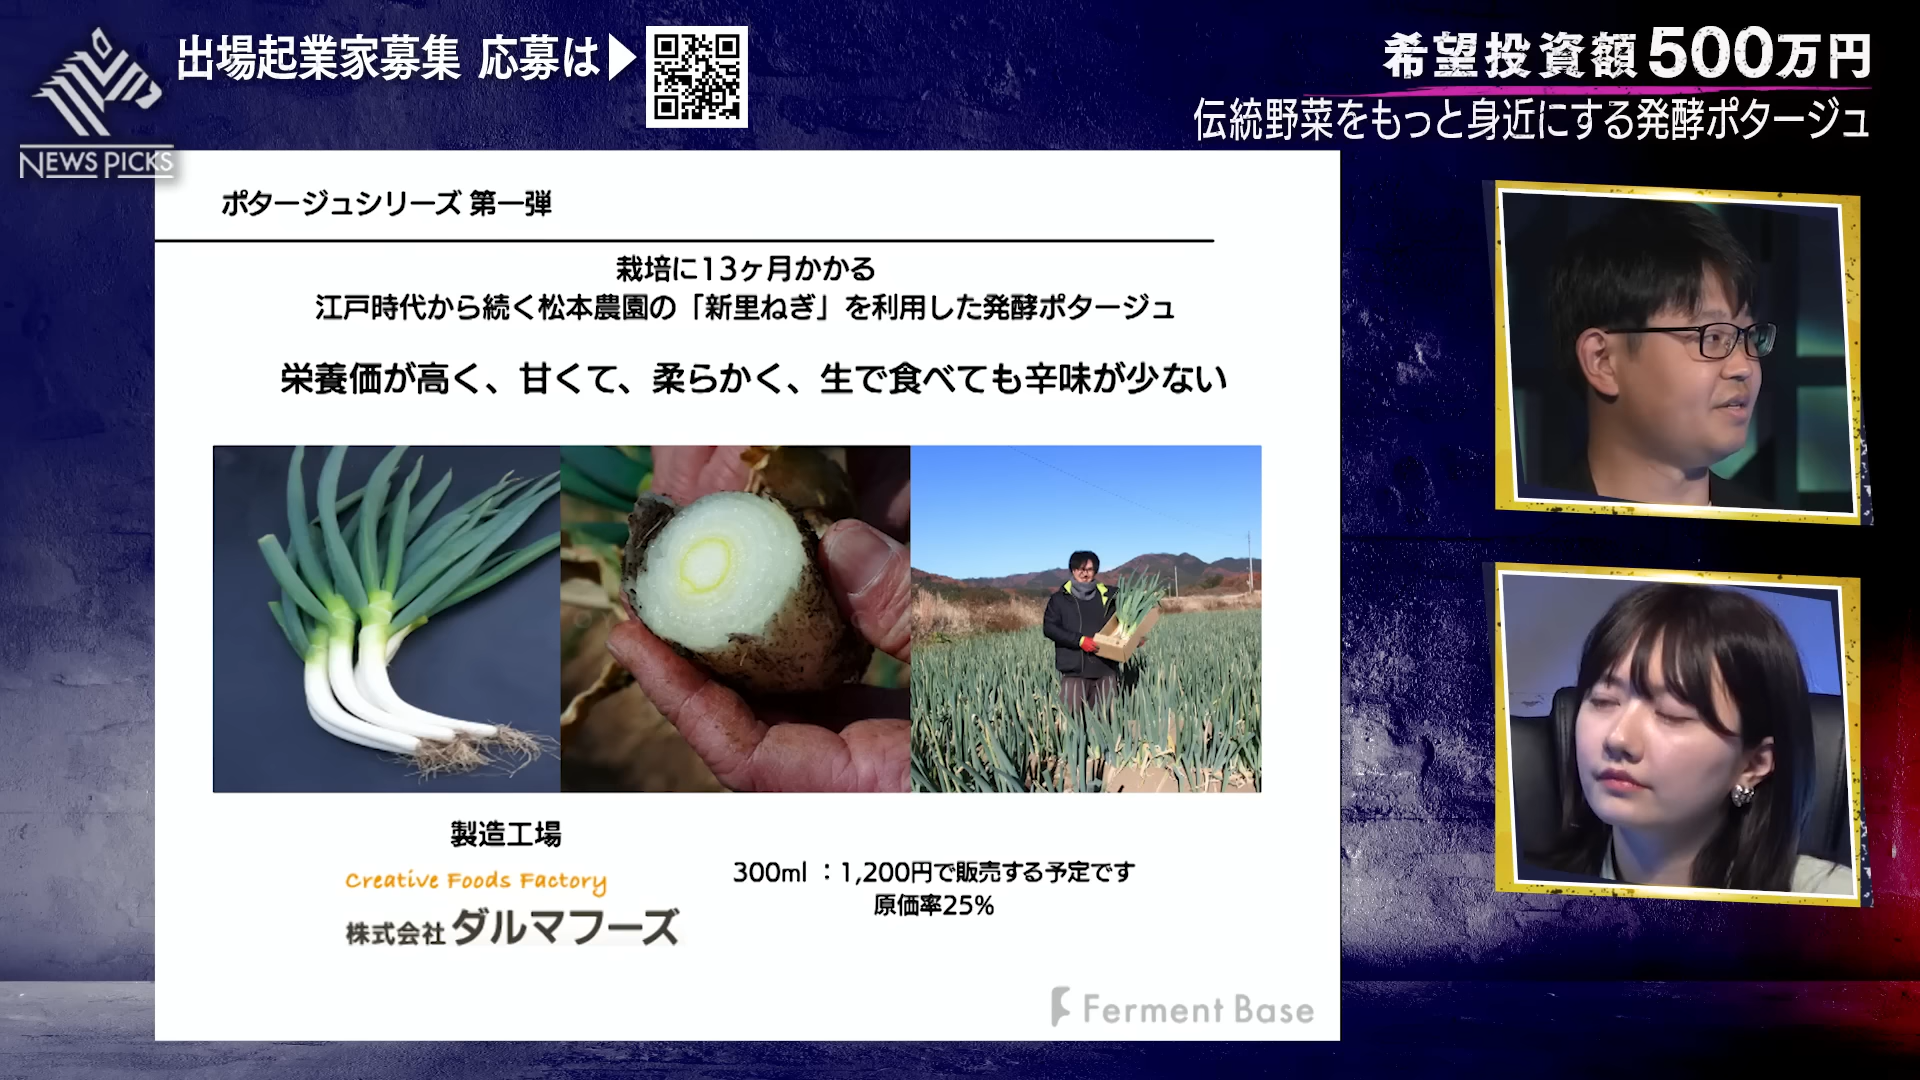 NEWS PICKS
出場起業家募集 応募は▶
希望投資額500万円
伝統野菜をもっと身近にする発酵ポタージュ
ポタージュシリーズ 第一弾
栽培に13ヶ月かかる
江戸時代から続く松本農園の「新里ねぎ」を利用した発酵ポタージュ
栄養価が高く、甘くて、柔らかく、生で食べても辛味が少ない
製造工場
Creative Foods Factory
株式会社ダルマフーズ
300ml ：1,200円で販売する予定です
原価率25%
Ferment Base